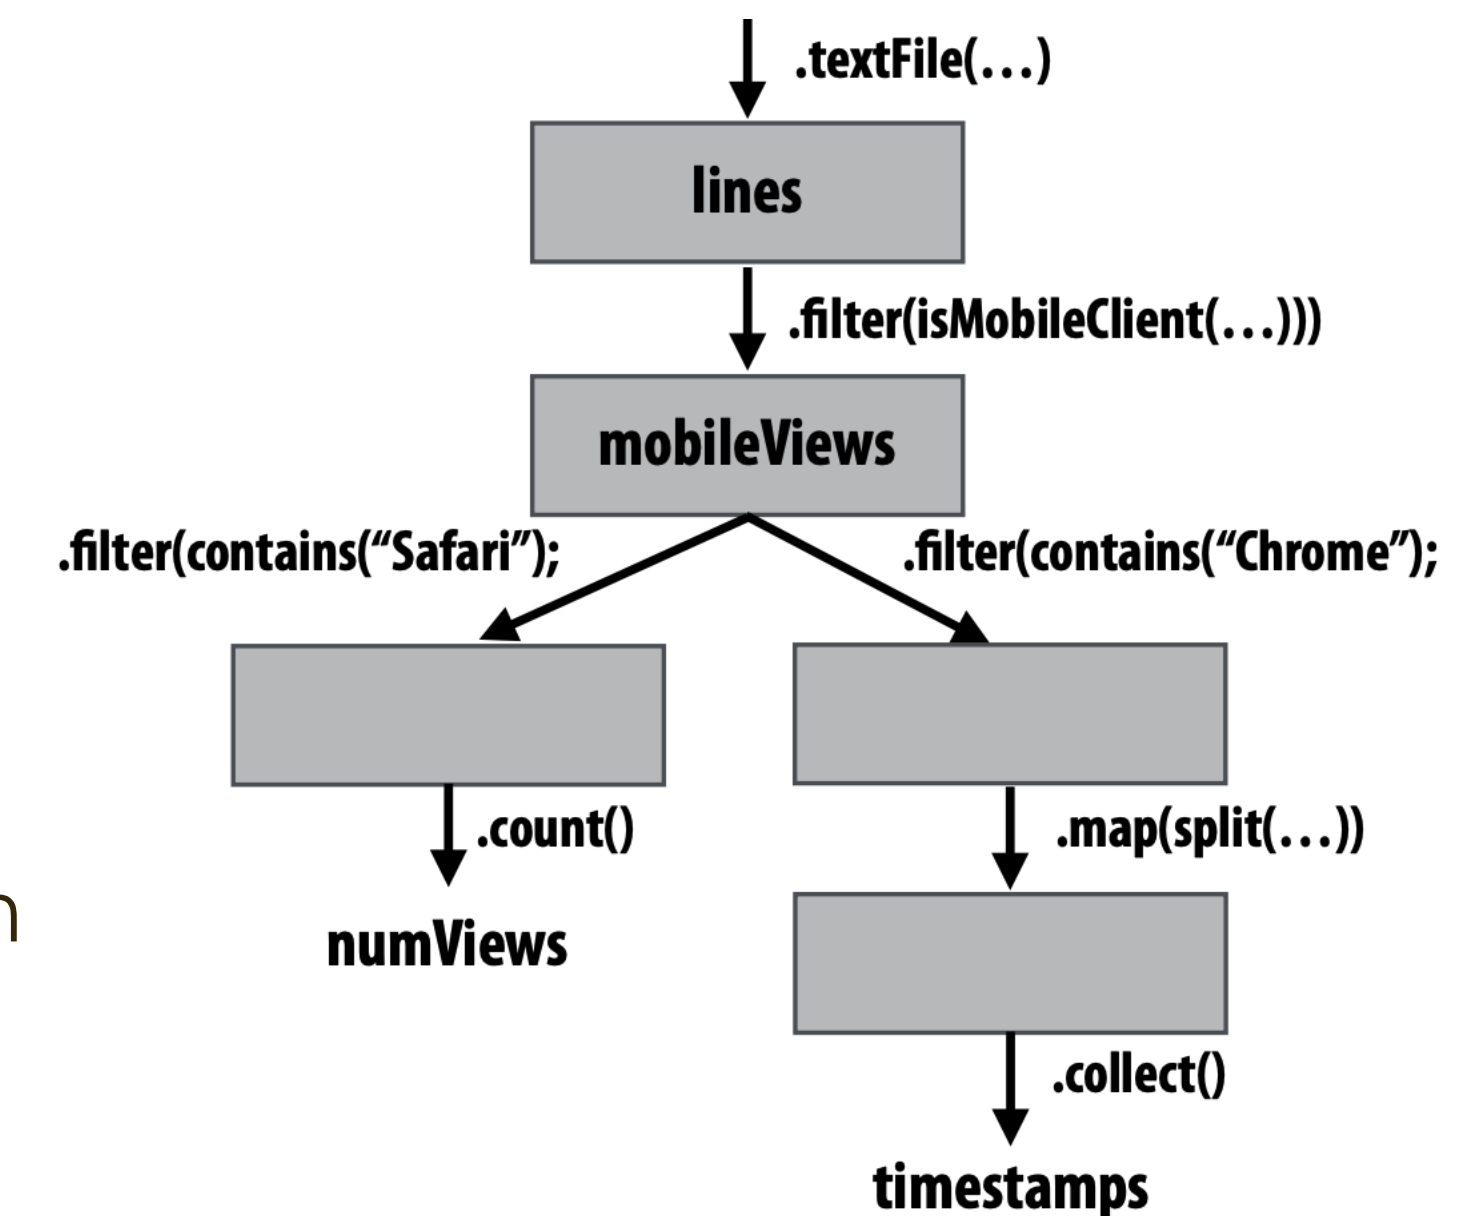 .textFile(…)
lines
.filter(isMobileClient(…)))
mobileViews
.filter(contains(“Safari”);
.filter(contains(“Chrome”);
.count()
.map(split(…))
numViews
.collect()
timestamps